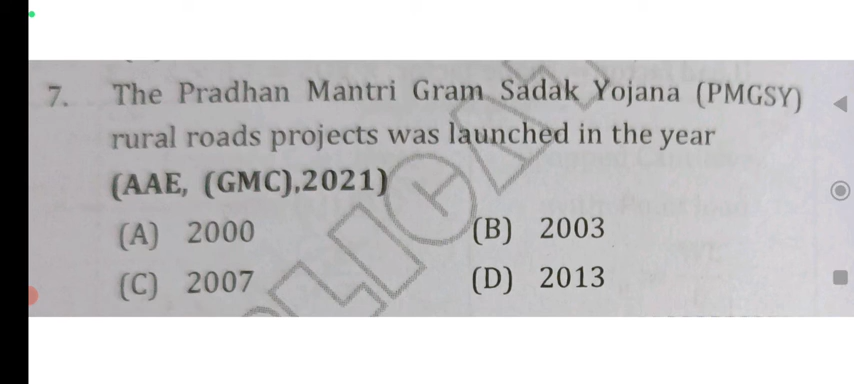 7. The Pradhan Mantri Gram Sadak Yojana (PMGSY)
rural roads projects was launched in the year
(AAE, (GMC),2021)
(A) 2000 (B) 2003
(C) 2007 (D) 2013